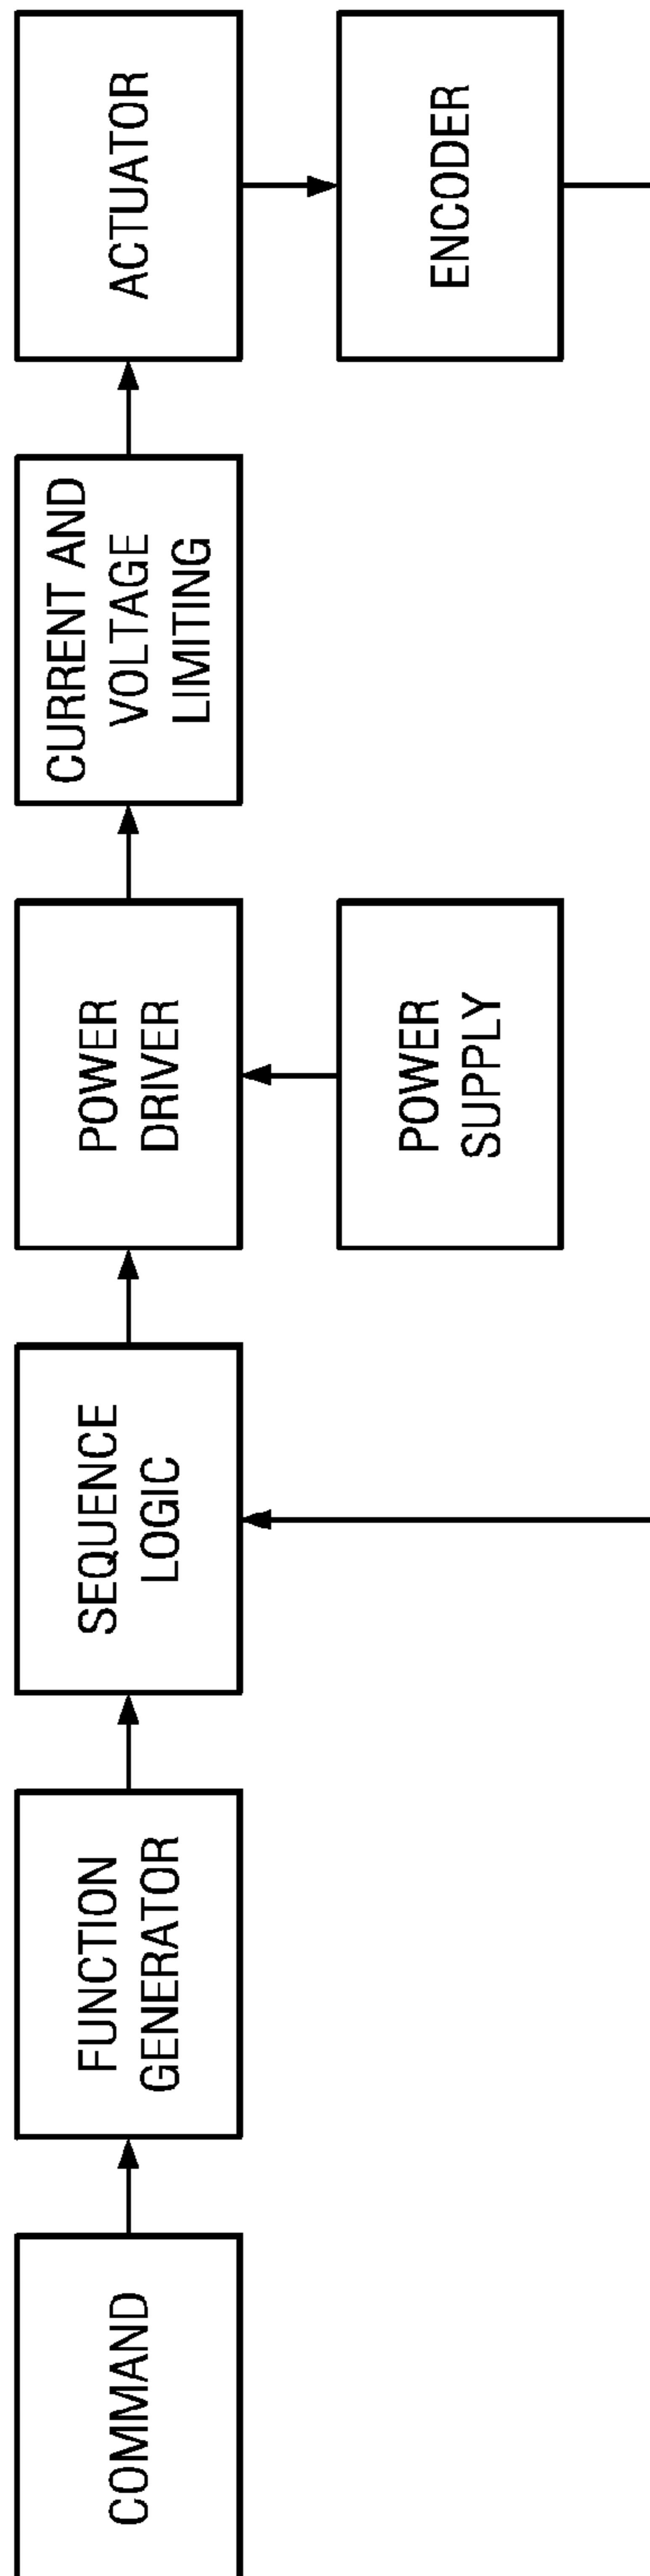 COMMAND
FUNCTION
GENERATOR
SEQUENCE
LOGIC
POWER
DRIVER
CURRENT AND
VOLTAGE
LIMITING
ACTUATOR
POWER
SUPPLY
ENCODER